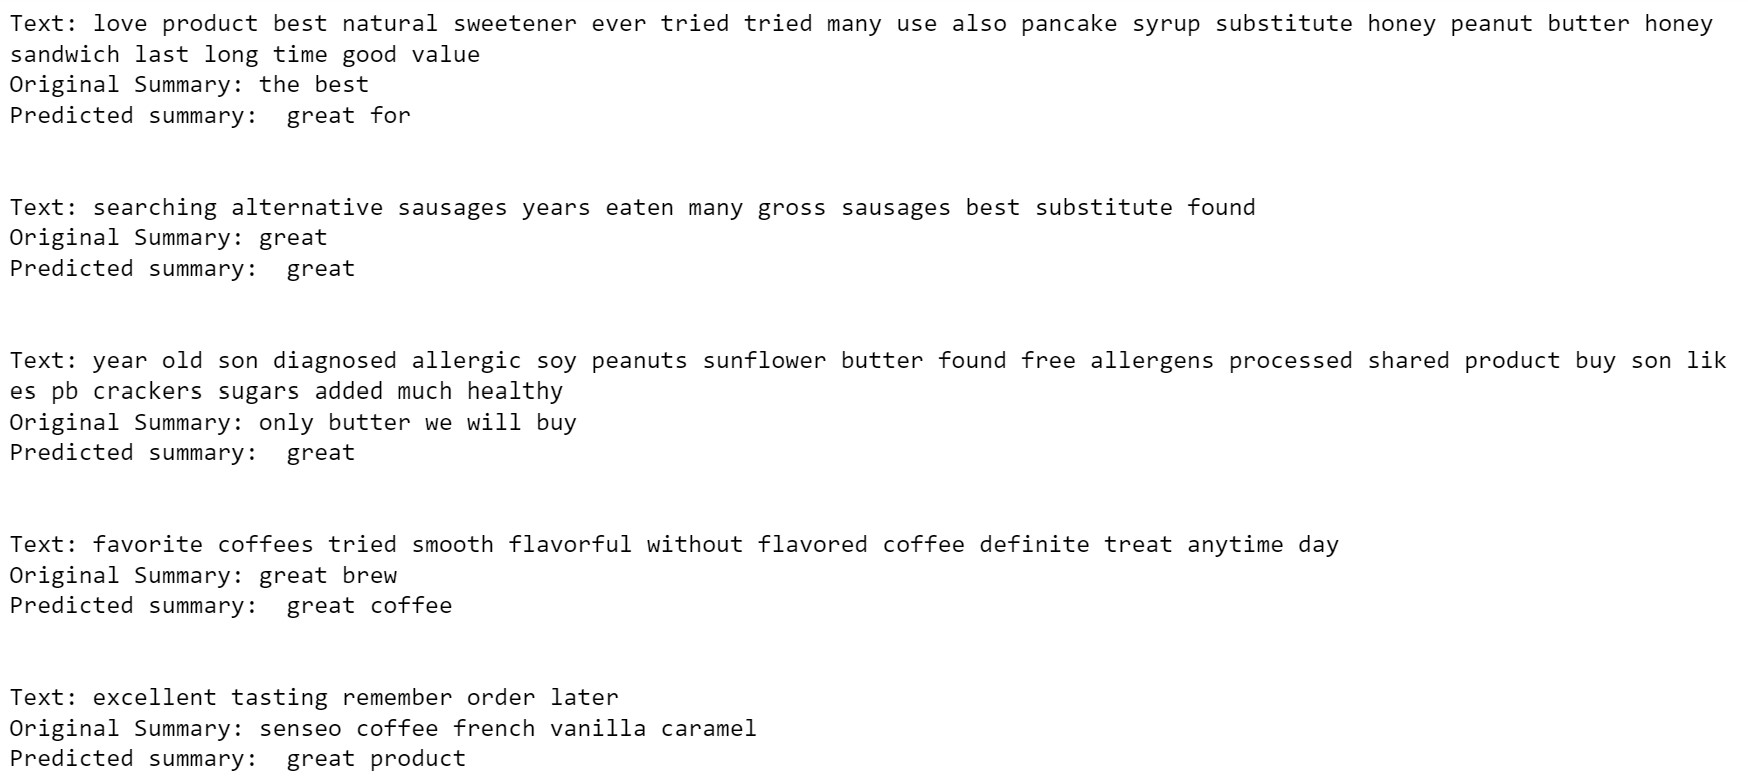 Text: love product best natural sweetener ever tried tried many use also pancake syrup substitute honey peanut butter honey
sandwich last long time good value
Original Summary: the best
Predicted summary:  great for
Text: searching alternative sausages years eaten many gross sausages best substitute found
Original Summary: great
Predicted summary:  great
Text: year old son diagnosed allergic soy peanuts sunflower butter found free allergens processed shared product buy son lik
es pb crackers sugars added much healthy
Original Summary: only butter we will buy
Predicted summary:  great
Text: favorite coffees tried smooth flavorful without flavored coffee definite treat anytime day
Original Summary: great brew
Predicted summary:  great coffee
Text: excellent tasting remember order later
Original Summary: senseo coffee french vanilla caramel
Predicted summary:  great product